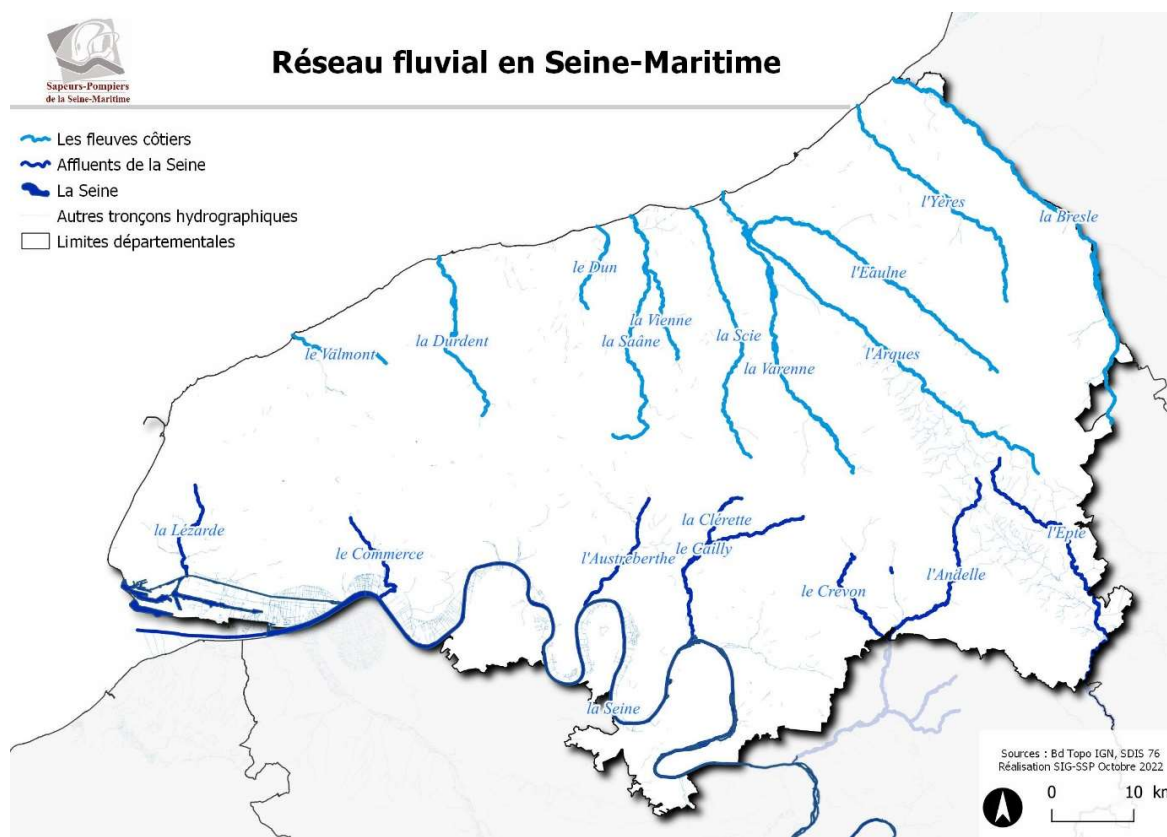 Réseau fluvial en Seine-Maritime
Sapeurs-Pompiers
de la Seine-Maritime
Les fleuves côtiers
Affluents de la Seine
La Seine
Autres tronçons hydrographiques
Limites départementales
l'Yères
la Bresle
le Dun
l'Eaulne
la Vienne
la Saâne
la Scie
la Durdent
le Valmont
l'Arques
la Varenne
la Lézarde
la Clérette
le Commerce
l'Austreberthe
le Cailly
l'Epte
l'Andelle
le Crevon
la Seine
Sources : Bd Topo IGN, SDIS 76
Réalisation SIG-SSP Octobre 2022
0 10 km